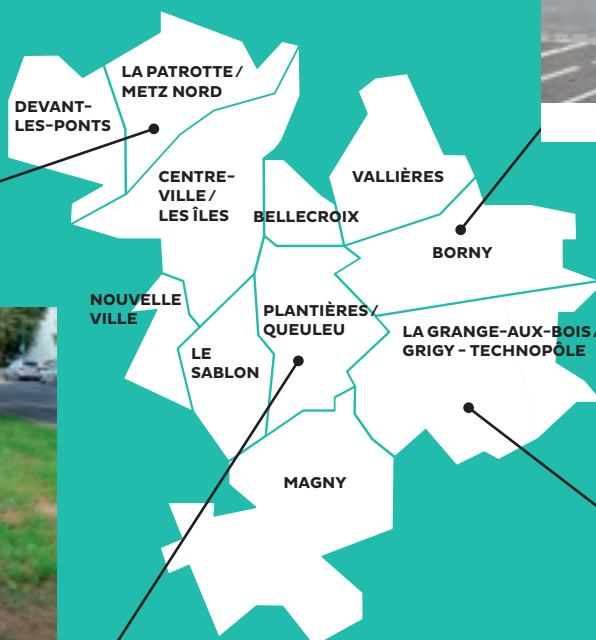 LA PATROTTE /
METZ NORD
DEVANT-
LES-PONTS
CENTRE-
VILLE /
LES ÎLES
VALLIÈRES
BELLECROIX
BORNY
NOUVELLE
VILLE
PLANTIÈRES /
QUEULEU
LA GRANGE-AUX-BOIS /
GRIGY - TECHNOPÔLE
LE
SABLON
MAGNY